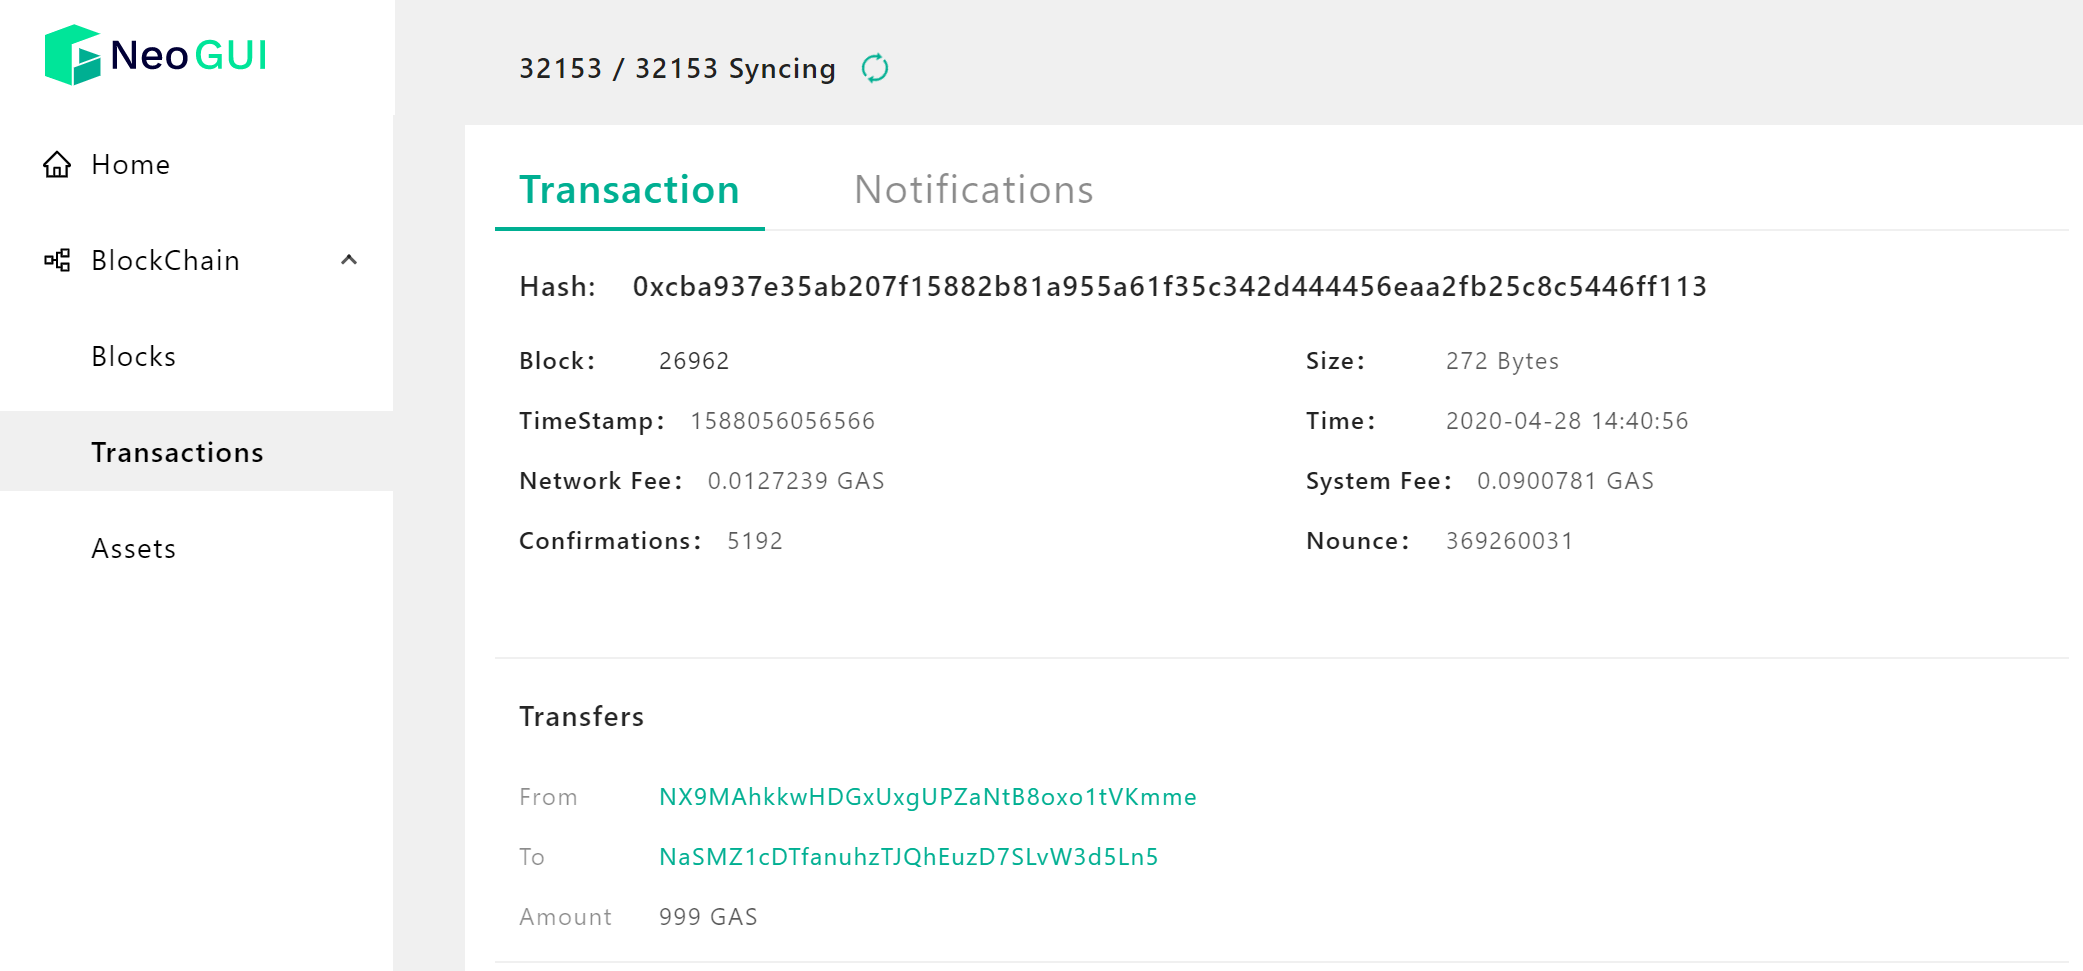 Neo GUI
32153 / 32153 Syncing
Home
BlockChain
Blocks
Transactions
Assets
Transaction Notifications
Hash: 0xcba937e35ab207f15882b81a955a61f35c342d444456eaa2fb25c8c5446ff113
Block: 26962 Size: 272 Bytes
TimeStamp: 1588056056566 Time: 2020-04-28 14:40:56
Network Fee: 0.0127239 GAS System Fee: 0.0900781 GAS
Confirmations: 5192 Nounce: 369260031
Transfers
From NX9MAhkkwHDGxUxgUPZaNtB8oxo1tVKmme
To NaSMZ1cDTfanuhzTJQhEuzD7SLvW3d5Ln5
Amount 999 GAS